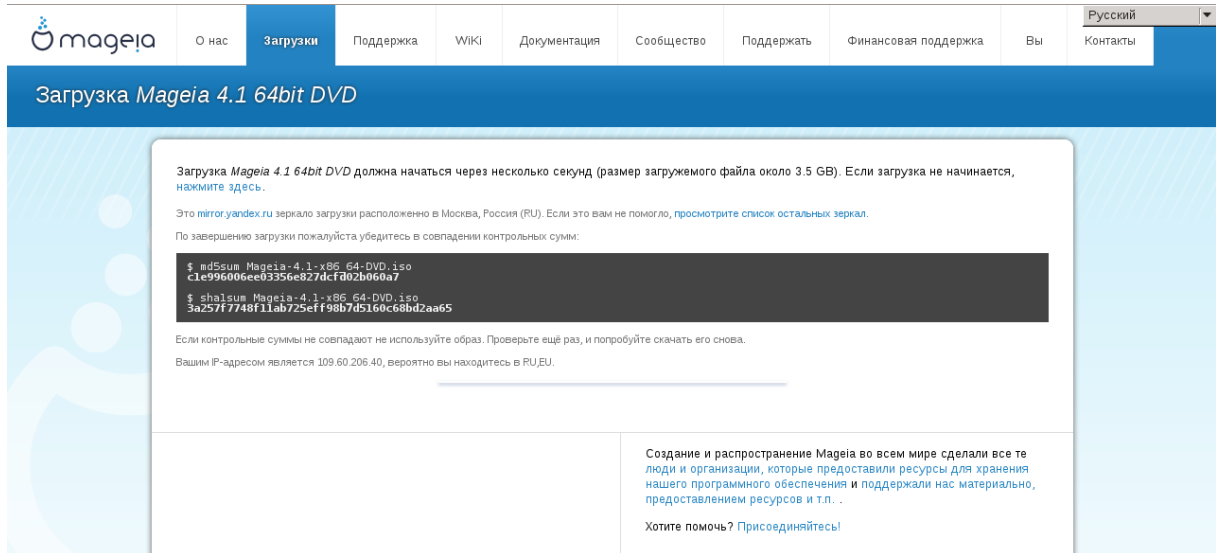 Русский
mageia
О нас
Загрузки
Поддержка
WiKi
Документация
Сообщество
Поддержать
Финансовая поддержка
Вы
Контакты
Загрузка Mageia 4.1 64bit DVD
Загрузка Mageia 4.1 64bit DVD должна начаться через несколько секунд (размер загружемого файла около 3.5 GB). Если загрузка не начинается,
нажмите здесь.
Это mirror.yandex.ru зеркало загрузки расположенно в Москва, Россия (RU). Если это вам не помогло, просмотрите список остальных зеркал.
По завершению загрузки пожалуйста убедитесь в совпадении контрольных сумм:
$ md5sum Mageia-4.1-x86_64-DVD.iso
c1e996006ee03356e827dcfd02b060a7
$ sha1sum Mageia-4.1-x86_64-DVD.iso
3a257f7748f11ab725eff98b7d5160c68bd2aa65
Если контрольные суммы не совпадают не используйте образ. Проверьте ещё раз, и попробуйте скачать его снова.
Вашим IP-адресом является 109.60.206.40, вероятно вы находитесь в RU,EU.
Создание и распространение Mageia во всем мире сделали все те
люди и организации, которые предоставили ресурсы для хранения
нашего программного обеспечения и поддержали нас материально,
предоставлением ресурсов и т.п. .
Хотите помочь? Присоединяйтесь!